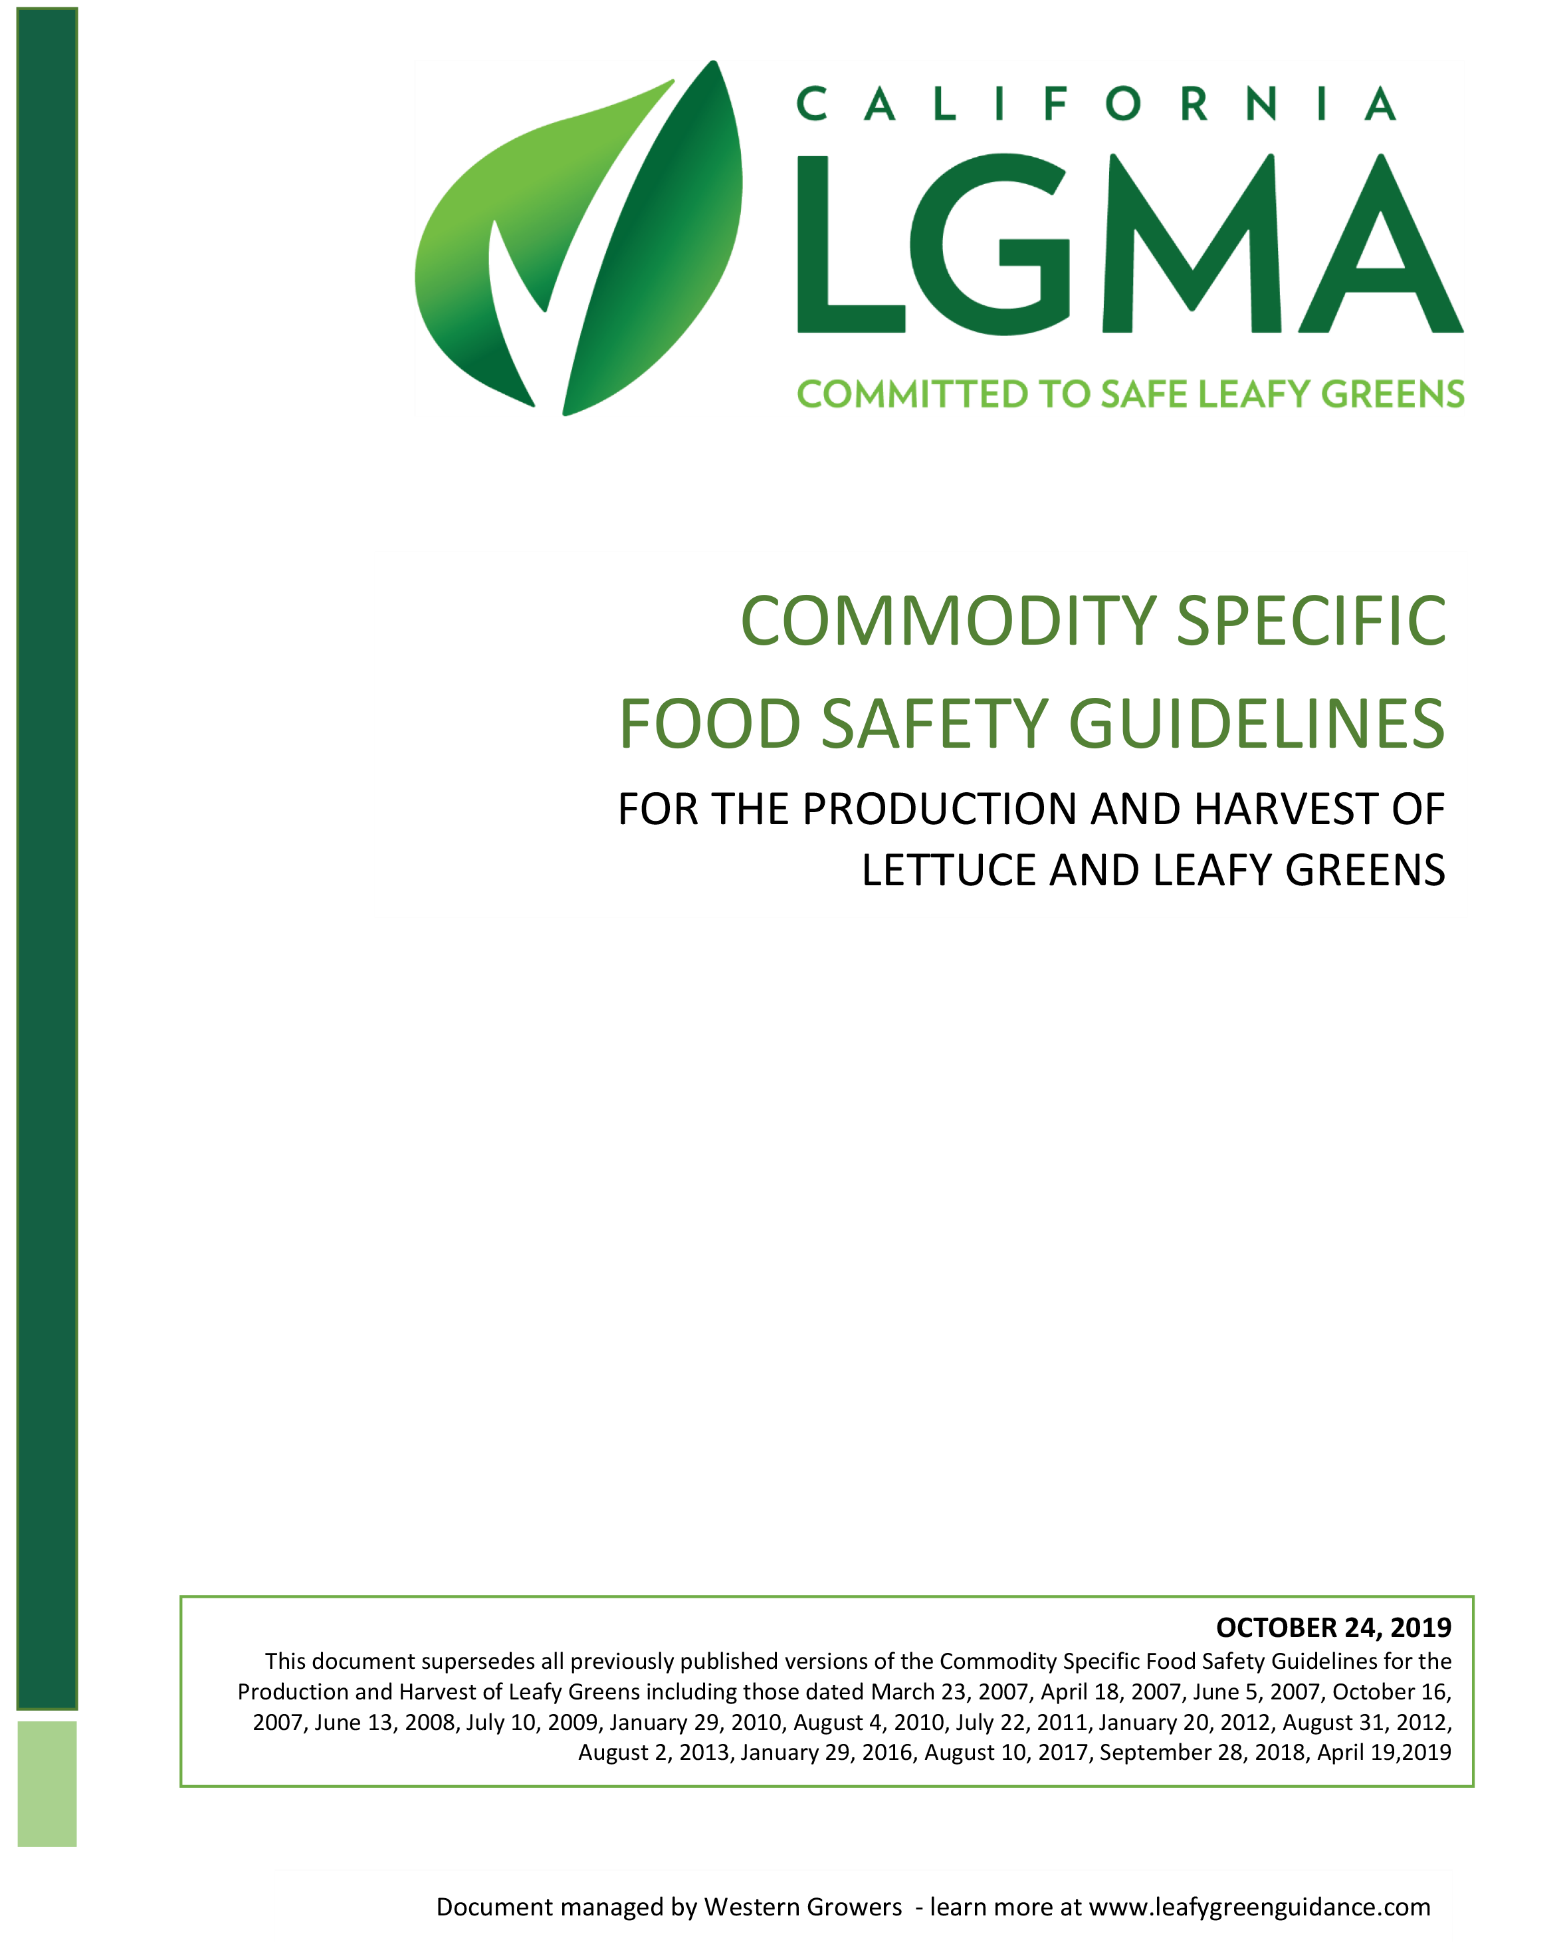 CALIFORNIA
LGMA
COMMITTED TO SAFE LEAFY GREENS
COMMODITY SPECIFIC
FOOD SAFETY GUIDELINES
FOR THE PRODUCTION AND HARVEST OF
LETTUCE AND LEAFY GREENS
OCTOBER 24, 2019
This document supersedes all previously published versions of the Commodity Specific Food Safety Guidelines for the
Production and Harvest of Leafy Greens including those dated March 23, 2007, April 18, 2007, June 5, 2007, October 16,
2007, June 13, 2008, July 10, 2009, January 29, 2010, August 4, 2010, July 22, 2011, January 20, 2012, August 31, 2012,
August 2, 2013, January 29, 2016, August 10, 2017, September 28, 2018, April 19,2019
Document managed by Western Growers  - learn more at www.leafygreenguidance.com